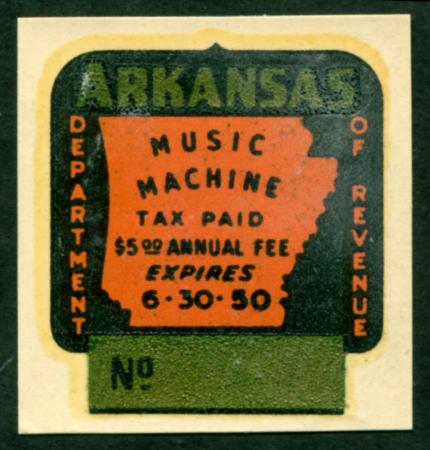 ARKANSAS
DEPARTMENT
OF REVENUE
MUSIC
MACHINE
TAX PAID
$5.00 ANNUAL FEE
EXPIRES
6-30-50
No